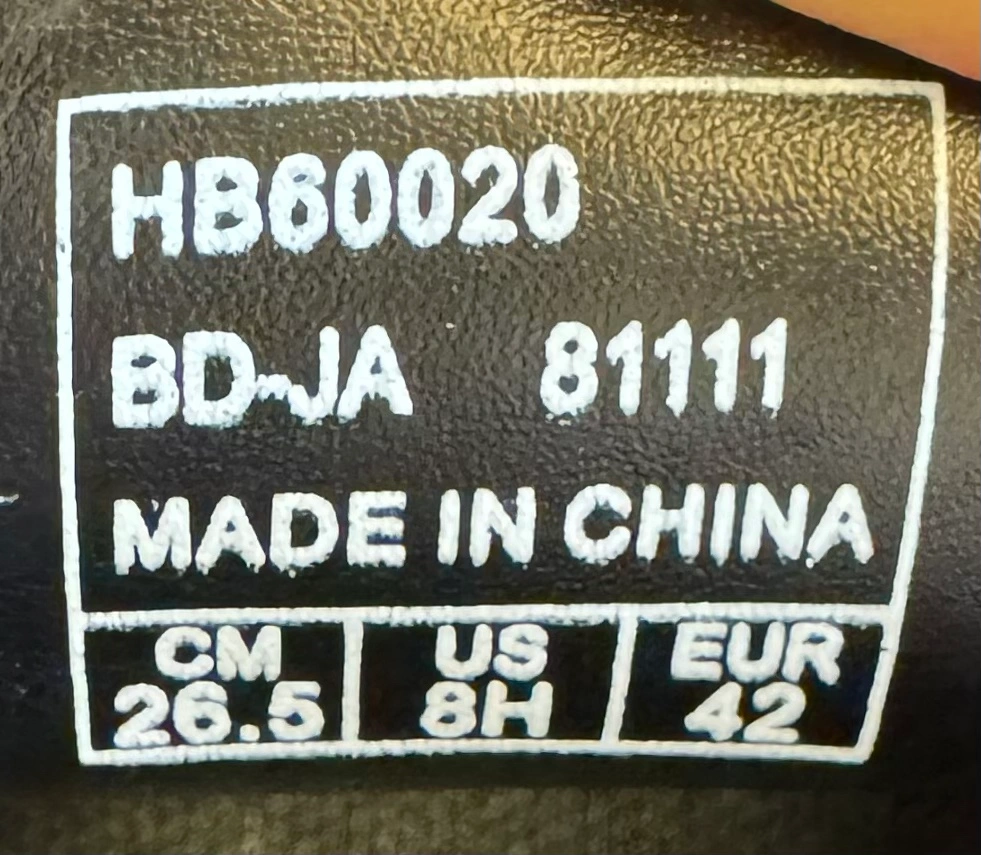 HB60020
BD-JA 81111
MADE IN CHINA
CM US EUR
26.5 8H 42